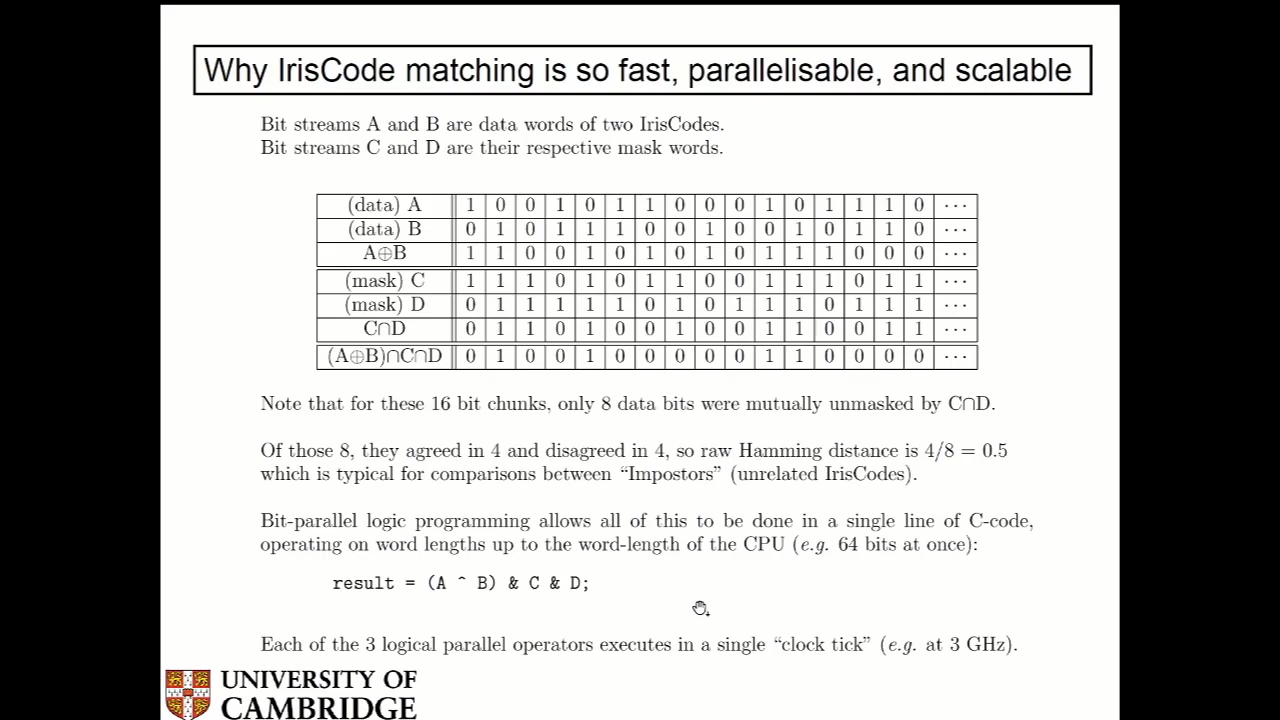 Why IrisCode matching is so fast, parallelisable, and scalable
Bit streams A and B are data words of two IrisCodes.
Bit streams C and D are their respective mask words.
(data) A 1 0 0 1 0 1 1 0 0 0 1 0 1 1 1 0 ···
(data) B 0 1 0 1 1 1 0 0 1 0 0 1 0 1 1 0 ···
A⊕B 1 1 0 0 1 0 1 0 1 0 1 1 1 0 0 0 ···
(mask) C 1 1 1 0 1 0 1 1 0 0 1 1 1 0 1 1 ···
(mask) D 0 1 1 1 1 1 0 1 0 1 1 1 0 1 1 1 ···
C∩D 0 1 1 0 1 0 0 1 0 0 1 1 0 0 1 1 ···
(A⊕B)∩C∩D 0 1 0 0 1 0 0 0 0 0 1 1 0 0 0 0 ···
Note that for these 16 bit chunks, only 8 data bits were mutually unmasked by C∩D.
Of those 8, they agreed in 4 and disagreed in 4, so raw Hamming distance is 4/8 = 0.5
which is typical for comparisons between “Impostors” (unrelated IrisCodes).
Bit-parallel logic programming allows all of this to be done in a single line of C-code,
operating on word lengths up to the word-length of the CPU (e.g. 64 bits at once):
result = (A ^ B) & C & D;
Each of the 3 logical parallel operators executes in a single “clock tick” (e.g. at 3 GHz).
UNIVERSITY OF
CAMBRIDGE